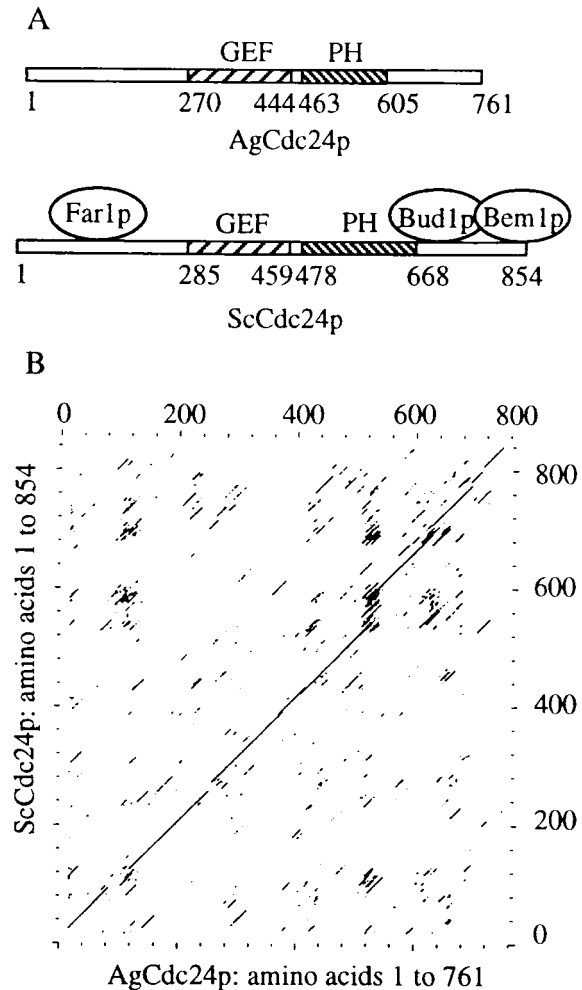 A
GEF PH
1 270 444 463 605 761
AgCdc24p
Far1p Bud1p Bem1p
GEF PH
1 285 459 478 668 854
ScCdc24p
B
0 200 400 600 800
ScCdc24p: amino acids 1 to 854
800
600
400
200
0
AgCdc24p: amino acids 1 to 761